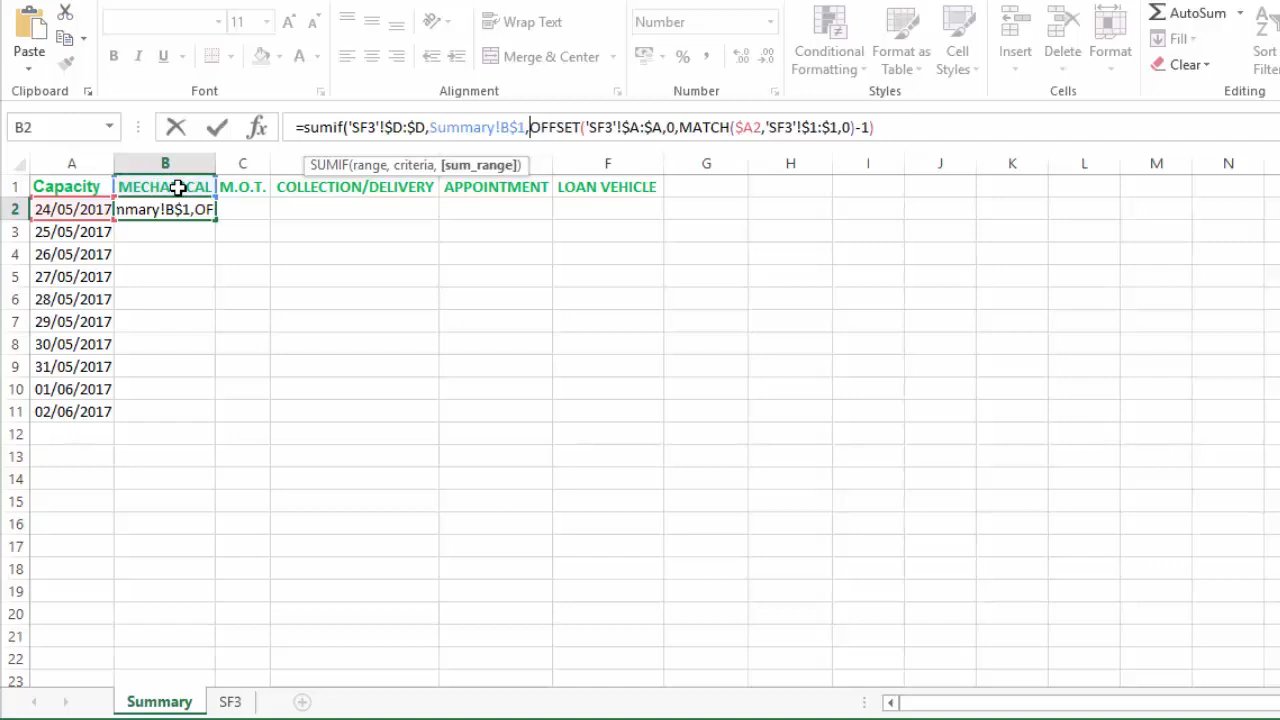 11
Wrap Text
Number
AutoSum
Paste
B I U
A
Merge & Center
%
Conditional Formatting
Format as Table
Cell Styles
Insert
Delete
Format
Fill
Clear
Sort
Filte
Clipboard
Font
Alignment
Number
Styles
Cells
Editing
B2
fx
=sumif('SF3'!$D:$D,Summary!B$1,OFFSET('SF3'!$A:$A,0,MATCH($A2,'SF3'!$1:$1,0)-1)
SUMIF(range, criteria, [sum_range])
A B C D E F G H I J K L M N
1 Capacity MECHANICAL M.O.T. COLLECTION/DELIVERY APPOINTMENT LOAN VEHICLE
2 24/05/2017 nmary!B$1,OF
3 25/05/2017
4 26/05/2017
5 27/05/2017
6 28/05/2017
7 29/05/2017
8 30/05/2017
9 31/05/2017
10 01/06/2017
11 02/06/2017
12
13
14
15
16
17
18
19
20
21
22
23
Summary SF3